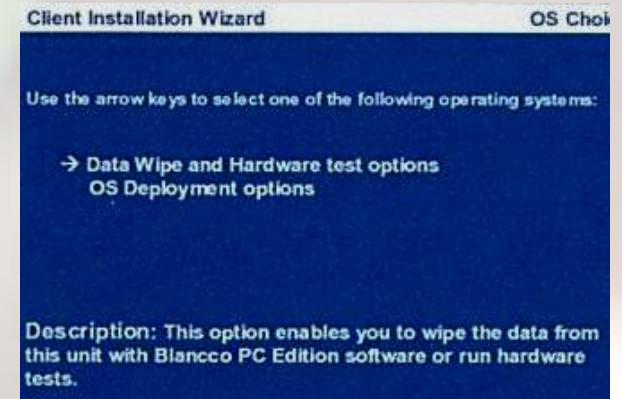 Client Installation Wizard OS Choi
Use the arrow keys to select one of the following operating systems:
→ Data Wipe and Hardware test options
OS Deployment options
Description: This option enables you to wipe the data from
this unit with Blancco PC Edition software or run hardware
tests.